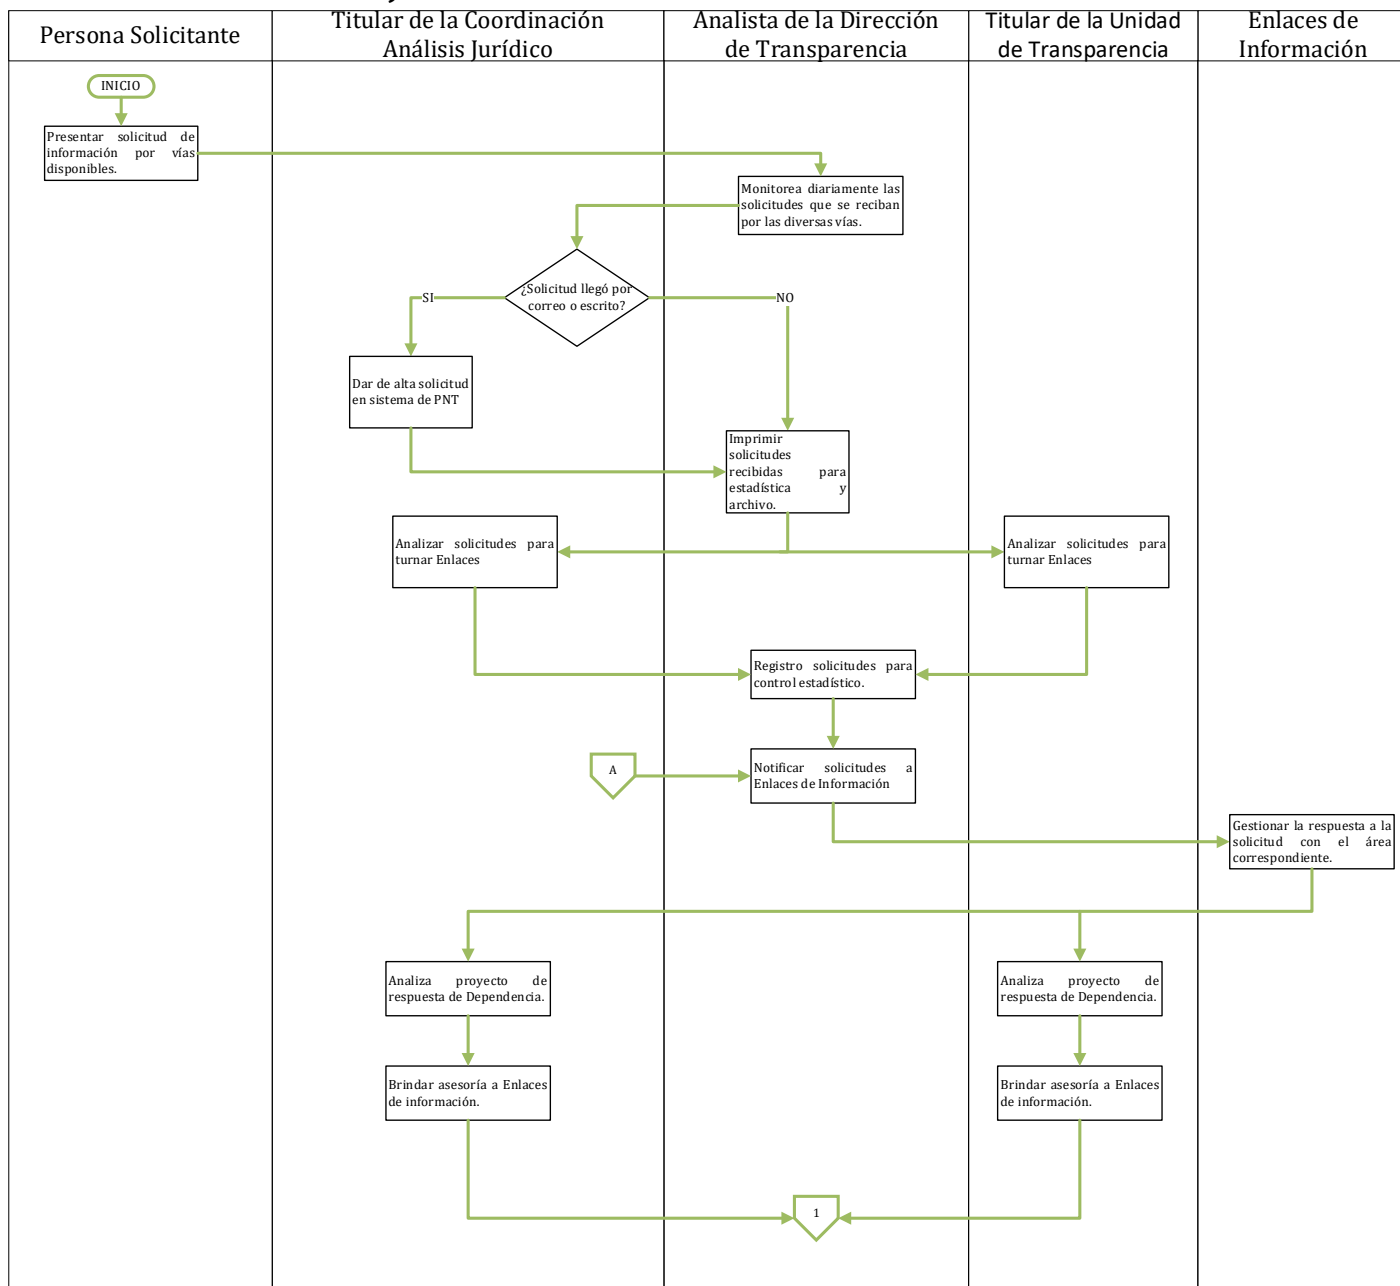 Persona Solicitante
Titular de la Coordinación
Análisis Jurídico
Analista de la Dirección
de Transparencia
Titular de la Unidad
de Transparencia
Enlaces de
Información
INICIO
Presentar solicitud de
información por vías
disponibles.
Monitorea diariamente las
solicitudes que se reciban
por las diversas vías.
¿Solicitud llegó por
correo o escrito?
SI
NO
Dar de alta solicitud
en sistema de PNT
Imprimir
solicitudes
recibidas para
estadística y
archivo.
Analizar solicitudes para
turnar Enlaces
Analizar solicitudes para
turnar Enlaces
Registro solicitudes para
control estadístico.
A
Notificar solicitudes a
Enlaces de Información
Gestionar la respuesta a la
solicitud con el área
correspondiente.
Analiza proyecto de
respuesta de Dependencia.
Analiza proyecto de
respuesta de Dependencia.
Brindar asesoría a Enlaces
de información.
Brindar asesoría a Enlaces
de información.
1